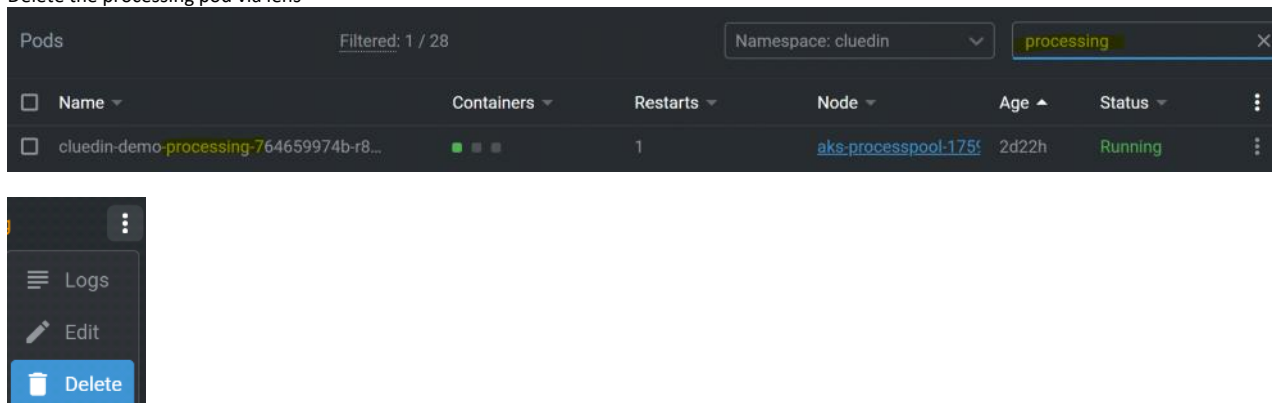 Delete the processing pod via lens
Pods Filtered: 1 / 28 Namespace: cluedin processing
Name Containers Restarts Node Age Status
cluedin-demo-processing-764659974b-r8... 1 aks-processpool-1759 2d22h Running
Logs
Edit
Delete